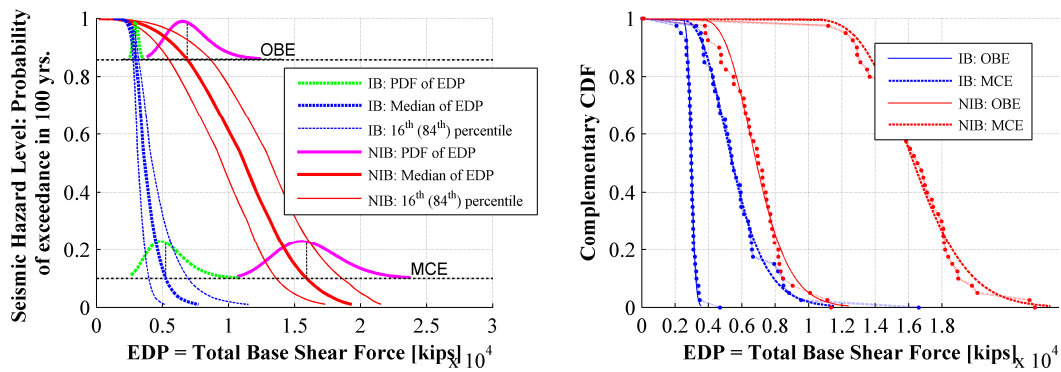 Seismic Hazard Level: Probability
of exceedance in 100 yrs.
1
0.8
0.6
0.4
0.2
0
0
0.5
1
1.5
2
2.5
3
EDP = Total Base Shear Force [kips]
x 10^4
OBE
MCE
IB: PDF of EDP
IB: Median of EDP
IB: 16th (84th) percentile
NIB: PDF of EDP
NIB: Median of EDP
NIB: 16th (84th) percentile
Complementary CDF
1
0.8
0.6
0.4
0.2
0
0
0.2
0.4
0.6
0.8
1
1.2
1.4
1.6
1.8
EDP = Total Base Shear Force [kips]
x 10^4
IB: OBE
IB: MCE
NIB: OBE
NIB: MCE